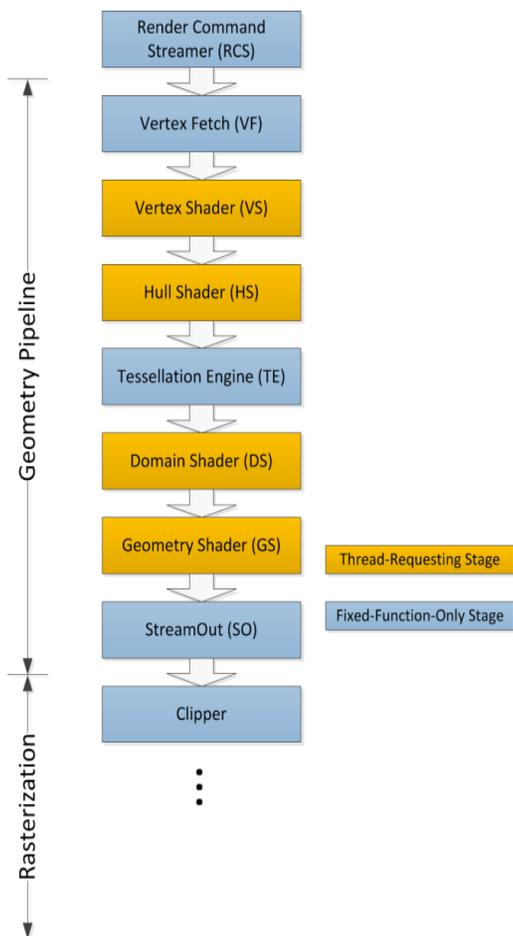 Render Command
Streamer (RCS)
Vertex Fetch (VF)
Vertex Shader (VS)
Hull Shader (HS)
Tessellation Engine (TE)
Domain Shader (DS)
Geometry Shader (GS)
StreamOut (SO)
Clipper
Geometry Pipeline
Rasterization
Thread-Requesting Stage
Fixed-Function-Only Stage